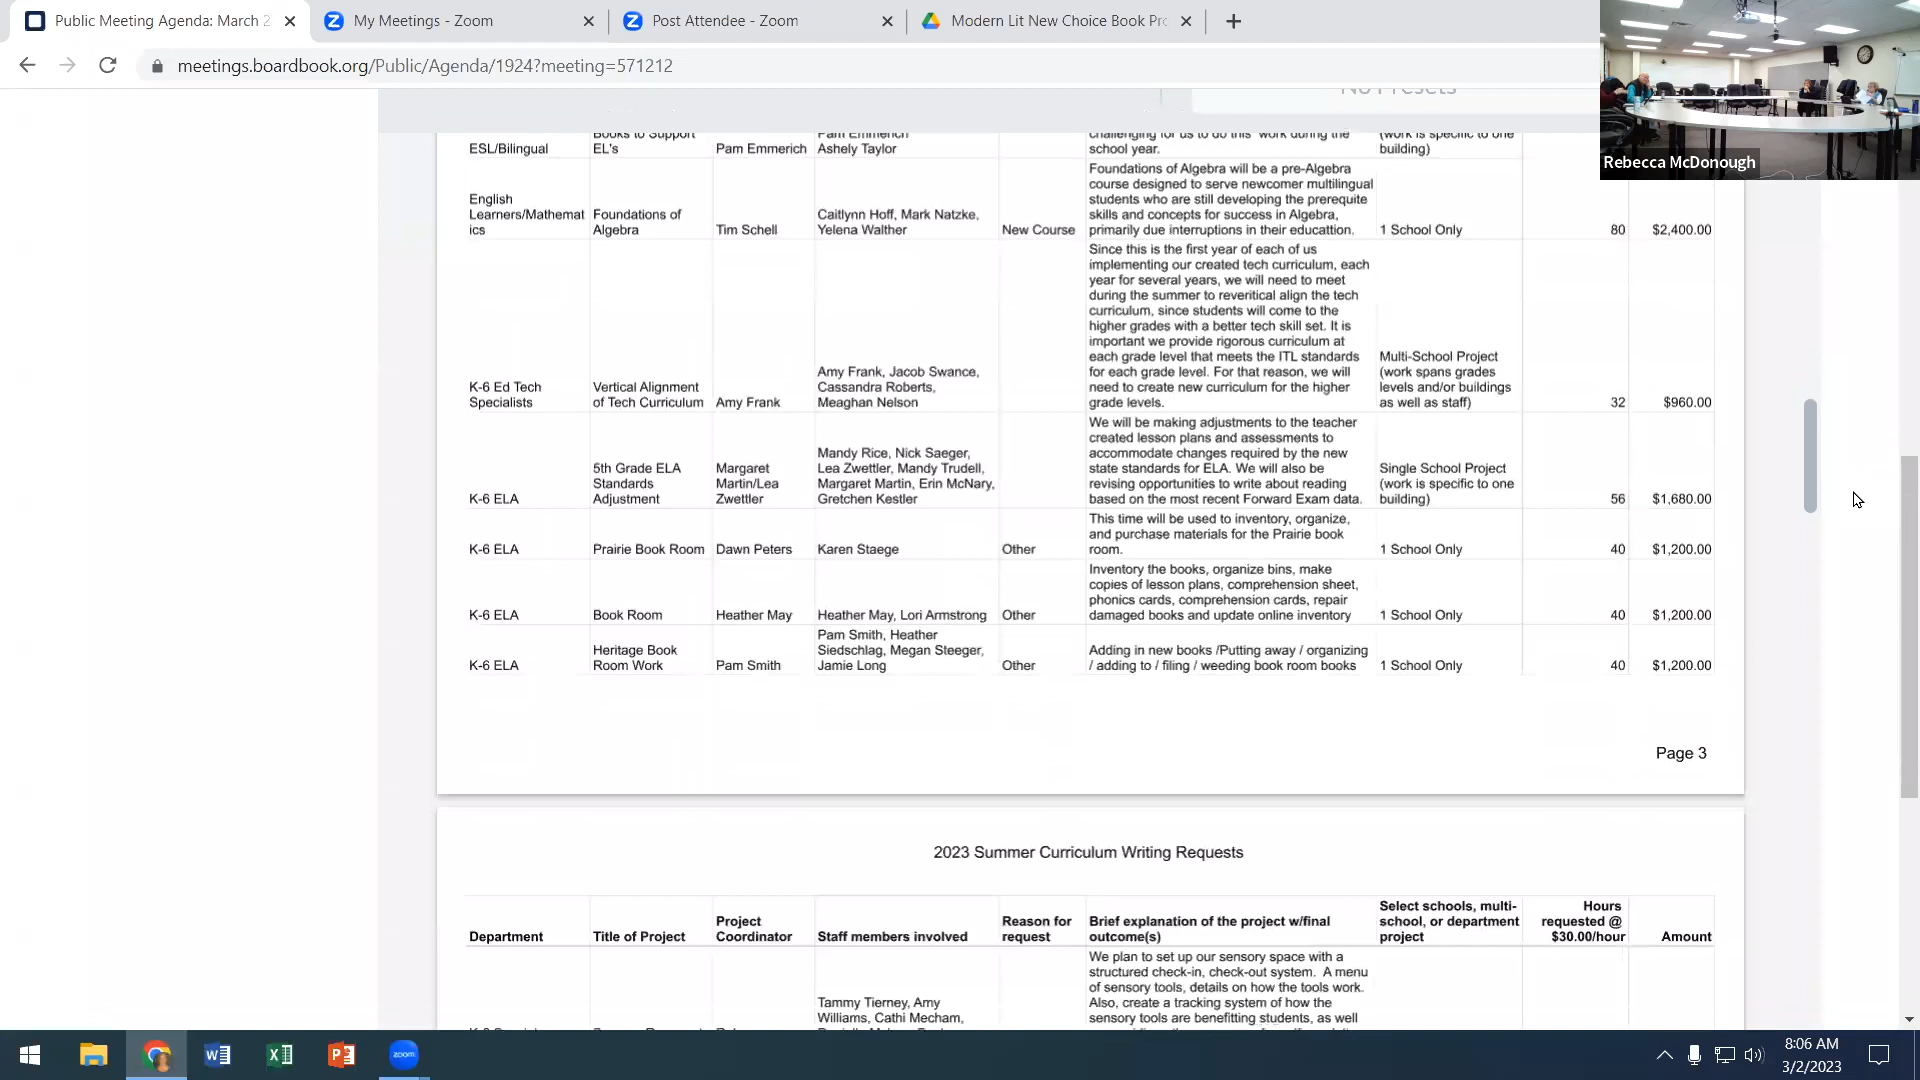 Public Meeting Agenda: March 2
My Meetings - Zoom
Post Attendee - Zoom
Modern Lit New Choice Book Pro
meetings.boardbook.org/Public/Agenda/1924?meeting=571212
Rebecca McDonough
No Presets
ESL/Bilingual
Books to Support
EL's
Pam Emmerich
Pam Emmerich
Ashely Taylor
challenging for us to do this work during the
school year.
(work is specific to one
building)
English
Learners/Mathemat
ics
Foundations of
Algebra
Tim Schell
Caitlynn Hoff, Mark Natzke,
Yelena Walther
New Course
Foundations of Algebra will be a pre-Algebra
course designed to serve newcomer multilingual
students who are still developing the prerequite
skills and concepts for success in Algebra,
primarily due interruptions in their educattion.
1 School Only
80
$2,400.00
K-6 Ed Tech
Specialists
Vertical Alignment
of Tech Curriculum
Amy Frank
Amy Frank, Jacob Swance,
Cassandra Roberts,
Meaghan Nelson
Since this is the first year of each of us
implementing our created tech curriculum, each
year for several years, we will need to meet
during the summer to reveritical align the tech
curriculum, since students will come to the
higher grades with a better tech skill set. It is
important we provide rigorous curriculum at
each grade level that meets the ITL standards
for each grade level. For that reason, we will
need to create new curriculum for the higher
grade levels.
Multi-School Project
(work spans grades
levels and/or buildings
as well as staff)
32
$960.00
K-6 ELA
5th Grade ELA
Standards
Adjustment
Margaret
Martin/Lea
Zwettler
Mandy Rice, Nick Saeger,
Lea Zwettler, Mandy Trudell,
Margaret Martin, Erin McNary,
Gretchen Kestler
We will be making adjustments to the teacher
created lesson plans and assessments to
accommodate changes required by the new
state standards for ELA. We will also be
revising opportunities to write about reading
based on the most recent Forward Exam data.
Single School Project
(work is specific to one
building)
56
$1,680.00
K-6 ELA
Prairie Book Room
Dawn Peters
Karen Staege
Other
This time will be used to inventory, organize,
and purchase materials for the Prairie book
room.
1 School Only
40
$1,200.00
K-6 ELA
Book Room
Heather May
Heather May, Lori Armstrong
Other
Inventory the books, organize bins, make
copies of lesson plans, comprehension sheet,
phonics cards, comprehension cards, repair
damaged books and update online inventory
1 School Only
40
$1,200.00
K-6 ELA
Heritage Book
Room Work
Pam Smith
Pam Smith, Heather
Siedschlag, Megan Steeger,
Jamie Long
Other
Adding in new books /Putting away / organizing
/ adding to / filing / weeding book room books
1 School Only
40
$1,200.00
Page 3
2023 Summer Curriculum Writing Requests
Department
Title of Project
Project
Coordinator
Staff members involved
Reason for
request
Brief explanation of the project w/final
outcome(s)
Select schools, multi-
school, or department
project
Hours
requested @
$30.00/hour
Amount
Tammy Tierney, Amy
Williams, Cathi Mecham,
We plan to set up our sensory space with a
structured check-in, check-out system. A menu
of sensory tools, details on how the tools work.
Also, create a tracking system of how the
sensory tools are benefitting students, as well
zoom
8:06 AM
3/2/2023